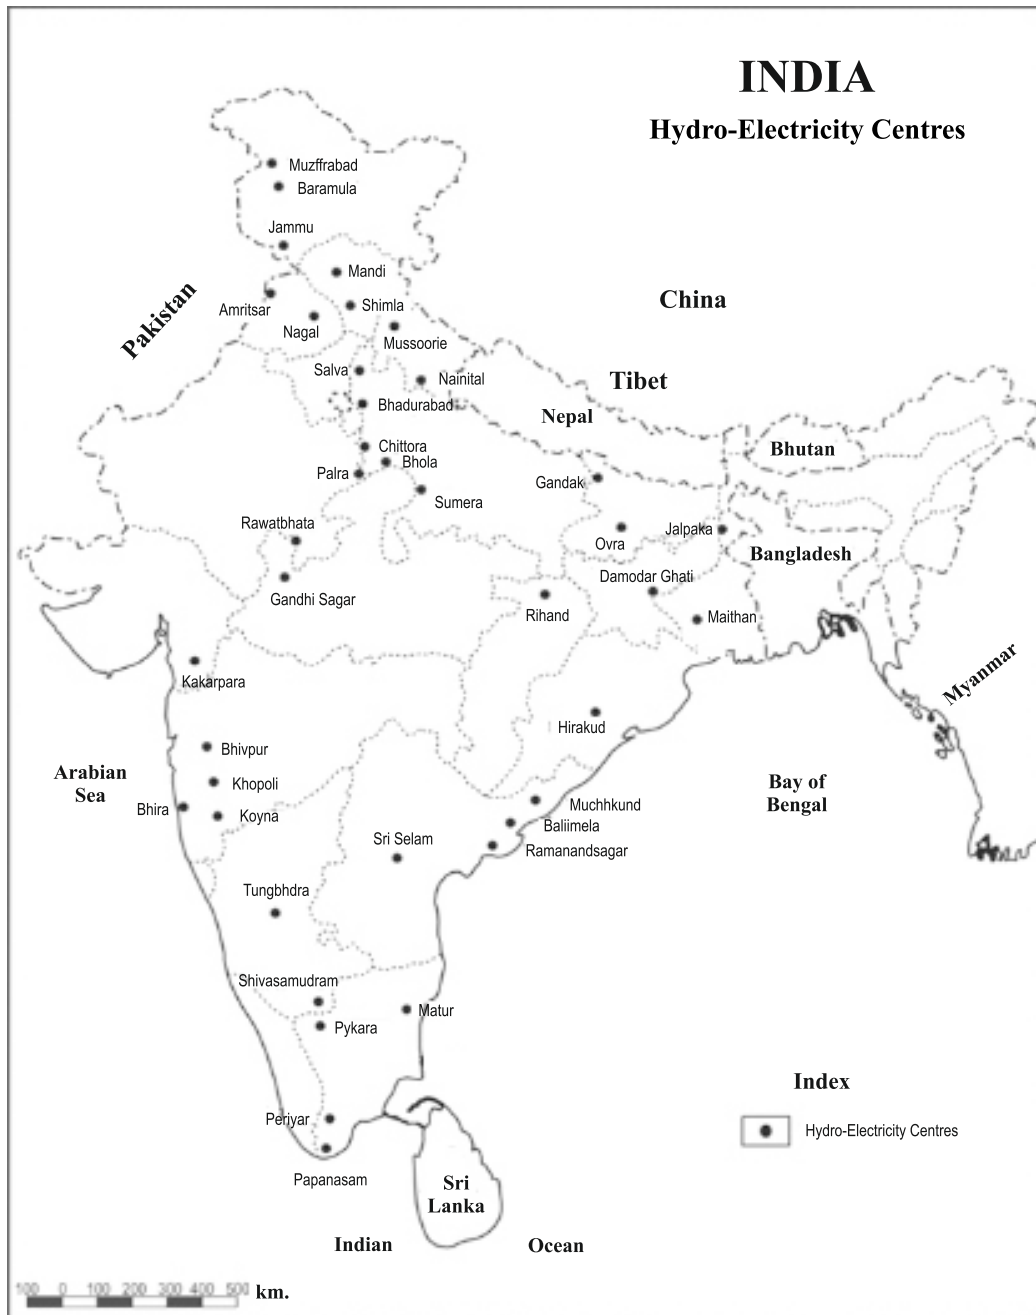 INDIA
Hydro-Electricity Centres
Muzffrabad
Baramula
Jammu
Mandi
Pakistan
Amritsar
Shimla
China
Nagal
Mussoorie
Salva
Nainital
Tibet
Bhadurabad
Nepal
Chittora
Bhutan
Bhola
Palra
Gandak
Sumera
Rawatbhata
Jalpaka
Ovra
Bangladesh
Damodar Ghati
Gandhi Sagar
Rihand
Maithan
Kakarpara
Myanmar
Hirakud
Bhivpur
Arabian
Sea
Khopoli
Bay of
Bengal
Bhira
Koyna
Muchhkund
Baliimela
Sri Selam
Ramanandsagar
Tungbhdra
Shivasamudram
Matur
Pykara
Index
Periyar
Hydro-Electricity Centres
Papanasam
Sri
Lanka
Indian
Ocean
100 0 100 200 300 400 500 km.